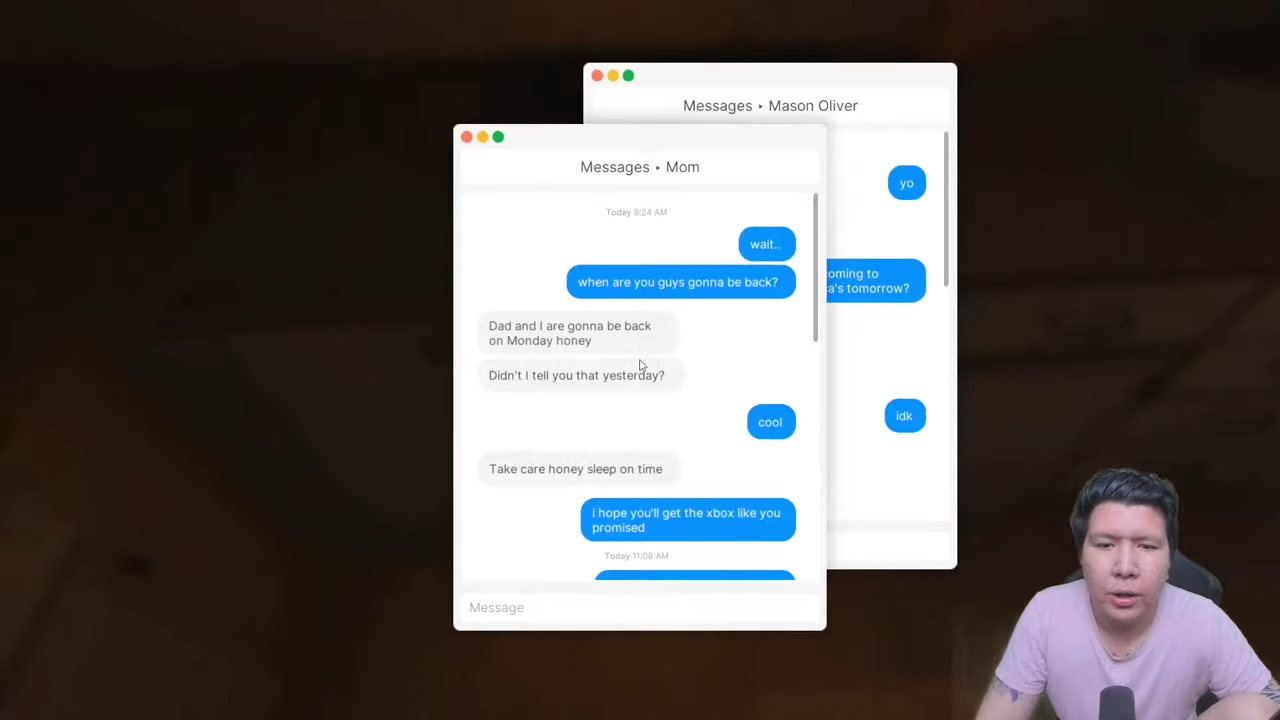 Messages ▸ Mason Oliver
yo
coming to
a's tomorrow?
idk
Messages ▸ Mom
Today 9:24 AM
wait..
when are you guys gonna be back?
Dad and I are gonna be back
on Monday honey
Didn't I tell you that yesterday?
cool
Take care honey sleep on time
i hope you'll get the xbox like you
promised
Today 11:08 AM
Message